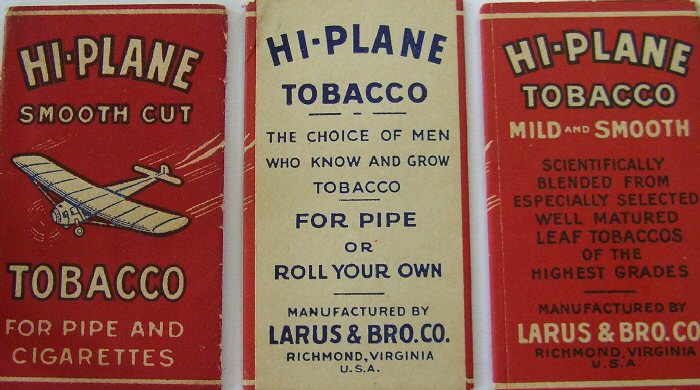 HI-PLANE
SMOOTH CUT
TOBACCO
FOR PIPE AND
CIGARETTES
HI-PLANE
TOBACCO
THE CHOICE OF MEN
WHO KNOW AND GROW
TOBACCO
FOR PIPE
OR
ROLL YOUR OWN
MANUFACTURED BY
LARUS & BRO. CO.
RICHMOND, VIRGINIA
U.S.A.
HI-PLANE
TOBACCO
MILD AND SMOOTH
SCIENTIFICALLY
BLENDED FROM
ESPECIALLY SELECTED
WELL MATURED
LEAF TOBACCOS
OF THE
HIGHEST GRADES
MANUFACTURED BY
LARUS & BRO. CO.
RICHMOND, VIRGINIA
U.S.A.